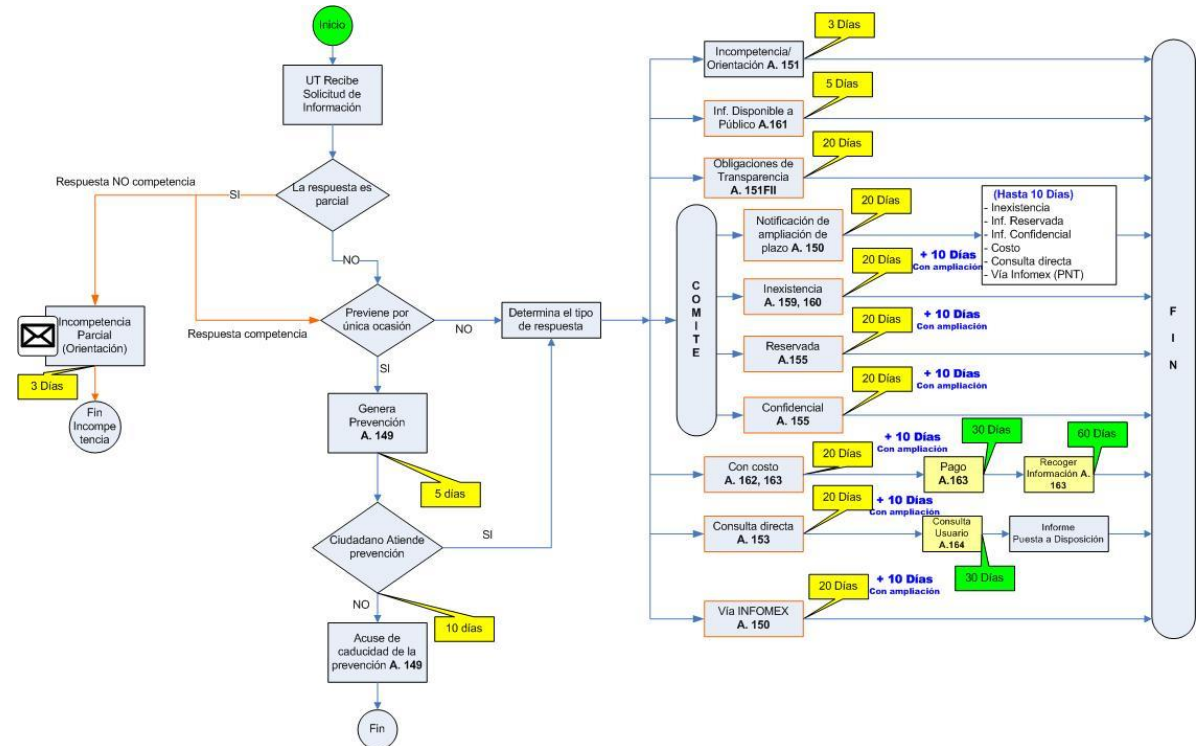 Inicio
UT Recibe
Solicitud de
Información
La respuesta es
parcial
SI
Respuesta NO competencia
NO
Incompetencia
Parcial
(Orientación)
3 Días
Fin
Incompe
tencia
Respuesta competencia
Previene por
única ocasión
NO
SI
Genera
Prevención
A. 149
5 días
Ciudadano Atiende
prevención
SI
NO
10 días
Acuse de
caducidad de la
prevención A. 149
Fin
Determina el tipo
de respuesta
3 Días
Incompetencia/
Orientación A. 151
5 Días
Inf. Disponible a
Público A.161
20 Días
Obligaciones de
Transparencia
A. 151FII
COMITE
20 Días
Notificación de
ampliación de
plazo A. 150
(Hasta 10 Días)
- Inexistencia
- Inf. Reservada
- Inf. Confidencial
- Costo
- Consulta directa
- Vía Infomex (PNT)
20 Días
+ 10 Días
Con ampliación
Inexistencia
A. 159, 160
20 Días
+ 10 Días
Con ampliación
Reservada
A.155
20 Días
+ 10 Días
Con ampliación
Confidencial
A. 155
20 Días
+ 10 Días
Con ampliación
Con costo
A. 162, 163
30 Días
Pago
A.163
60 Días
Recoger
Información A.
163
20 Días
+ 10 Días
Con ampliación
Consulta directa
A. 153
Consulta
Usuario
A.164
30 Días
Informe
Puesta a Disposición
20 Días
+ 10 Días
Con ampliación
Vía INFOMEX
A. 150
FIN